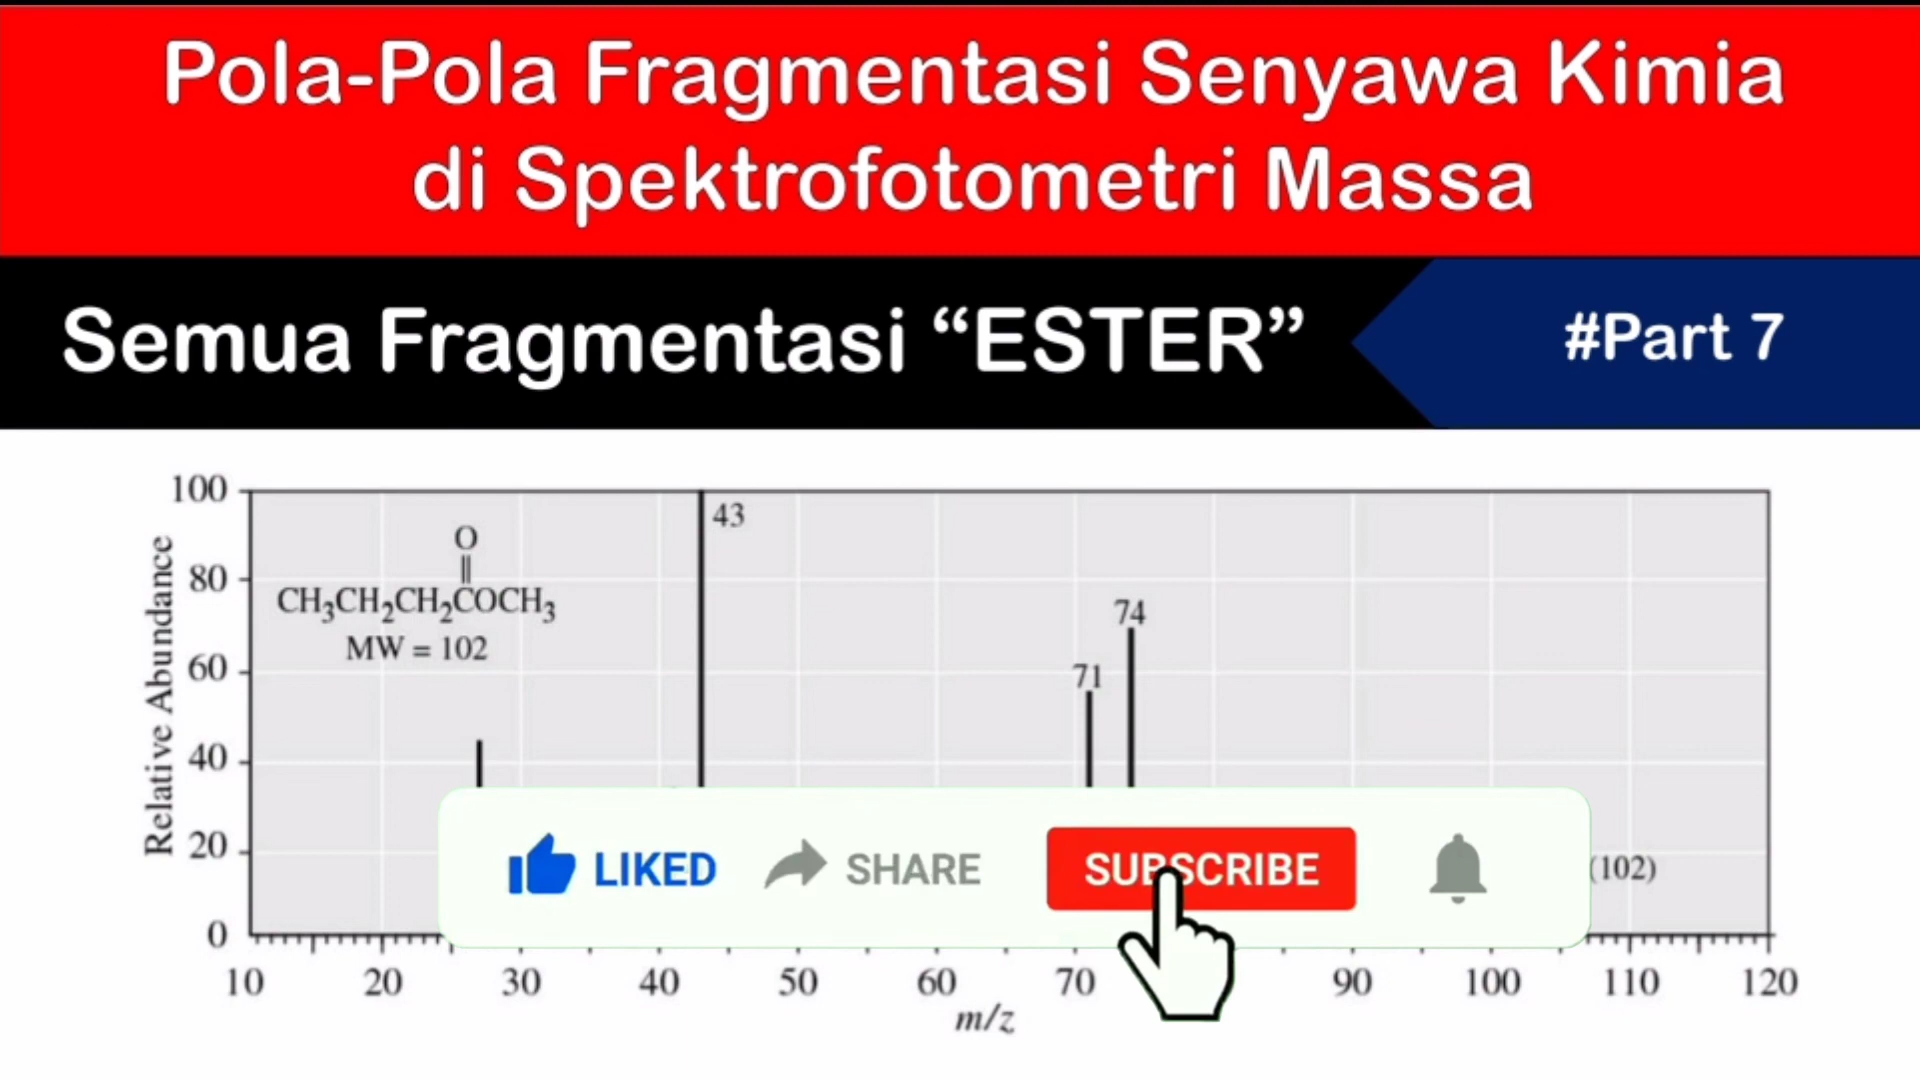 Pola-Pola Fragmentasi Senyawa Kimia
di Spektrofotometri Massa
Semua Fragmentasi “ESTER”
#Part 7
100
80
60
40
20
0
Relative Abundance
O
CH₃CH₂CH₂COCH₃
MW = 102
43
71
74
(102)
LIKED
SHARE
SUBSCRIBE
10 20 30 40 50 60 70 90 100 110 120
m/z